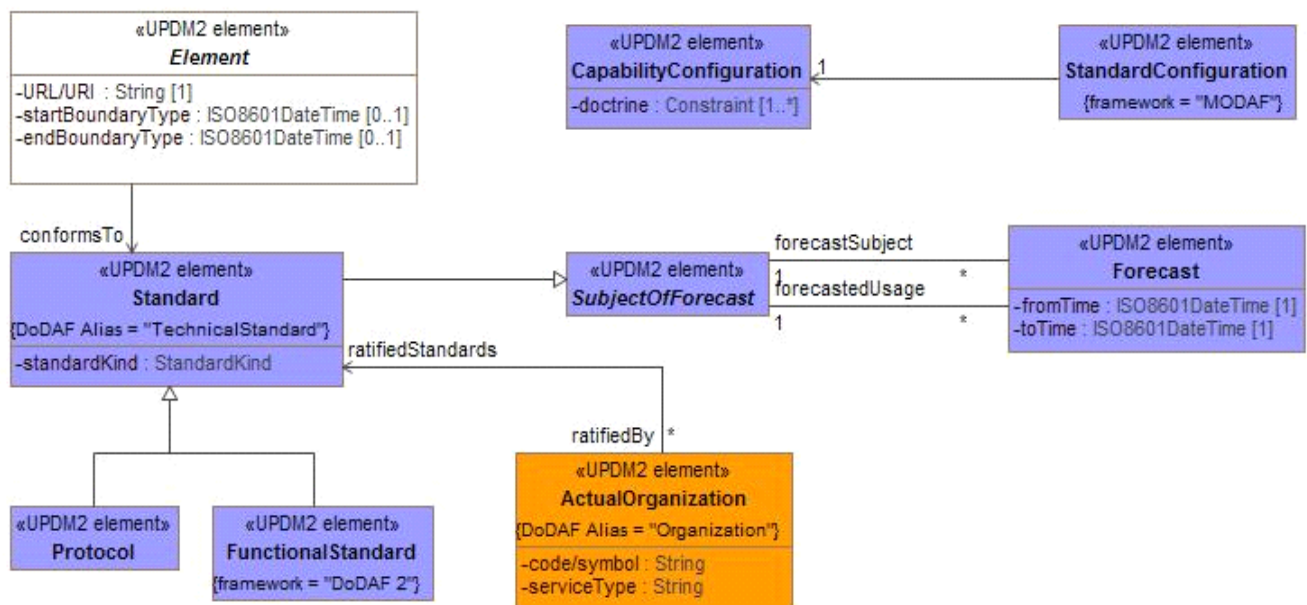 «UPDM2 element»
Element
-URL/URI : String [1]
-startBoundaryType : ISO8601DateTime [0..1]
-endBoundaryType : ISO8601DateTime [0..1]
«UPDM2 element»
CapabilityConfiguration
-doctrine : Constraint [1..*]
1
«UPDM2 element»
StandardConfiguration
{framework = "MODAF"}
conformsTo
«UPDM2 element»
Standard
{DoDAF Alias = "TechnicalStandard"}
-standardKind : StandardKind
«UPDM2 element»
SubjectOfForecast
forecastSubject
1
*
forecastedUsage
1
*
«UPDM2 element»
Forecast
-fromTime : ISO8601DateTime [1]
-toTime : ISO8601DateTime [1]
ratifiedStandards
ratifiedBy *
«UPDM2 element»
Protocol
«UPDM2 element»
FunctionalStandard
{framework = "DoDAF 2"}
«UPDM2 element»
ActualOrganization
{DoDAF Alias = "Organization"}
-code/symbol : String
-serviceType : String